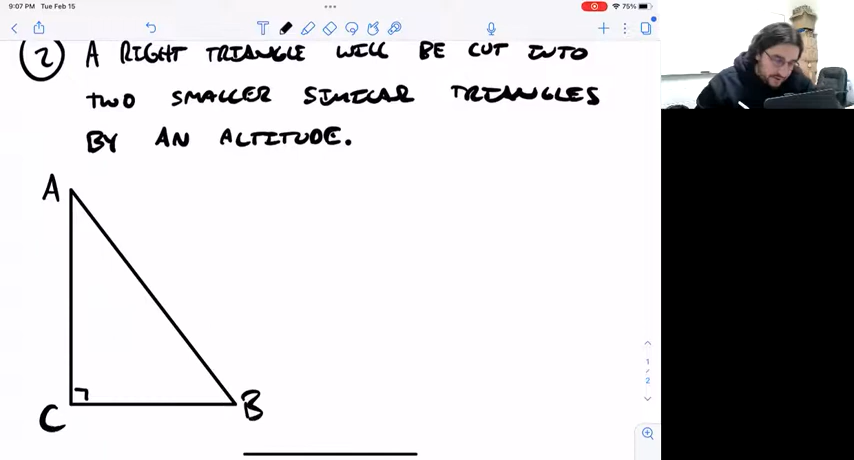 9:07 PM Tue Feb 15
75%
2 A RIGHT TRIANGLE WILL BE CUT INTO
TWO SMALLER SIMILAR TRIANGLES
BY AN ALTITUDE.
A
C
B
1
2